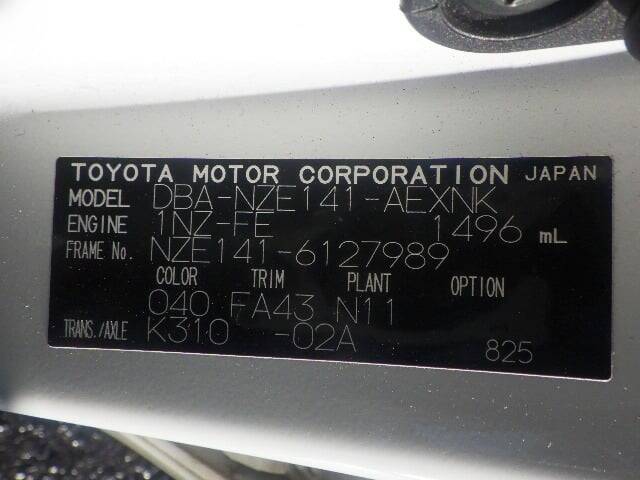 TOYOTA MOTOR CORPORATION JAPAN
MODEL DBA-NZE141-AEXNK
ENGINE 1NZ-FE 1496 mL
FRAME No. NZE141-6127989
COLOR TRIM PLANT OPTION
040 FA43 N11
TRANS./AXLE K310 -02A
825